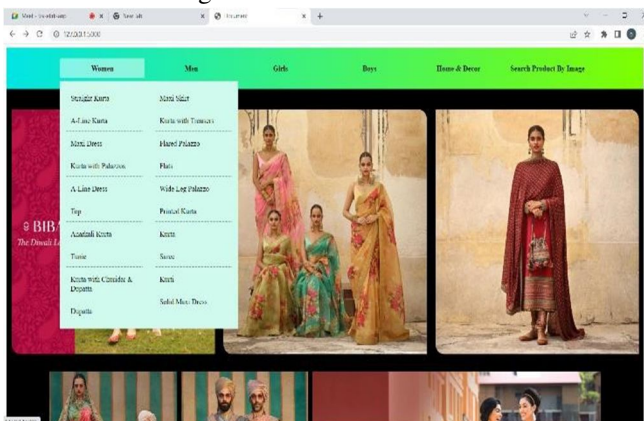 Document
127.0.0.1:5000
Women Men Girls Boys Home & Decor Search Product By Image
Straight Kurta Maxi Skirt
A-Line Kurta Kurta with Trousers
Maxi Dress Flared Palazzo
Kurta with Palazzos Flats
A-Line Dress Wide Leg Palazzo
Top Printed Kurta
Anarkali Kurta Kurta
Tunic Saree
Kurta with Churidar & Kurti
Dupatta Solid Maxi Dress
Dupatta
BIBA
The Diwali